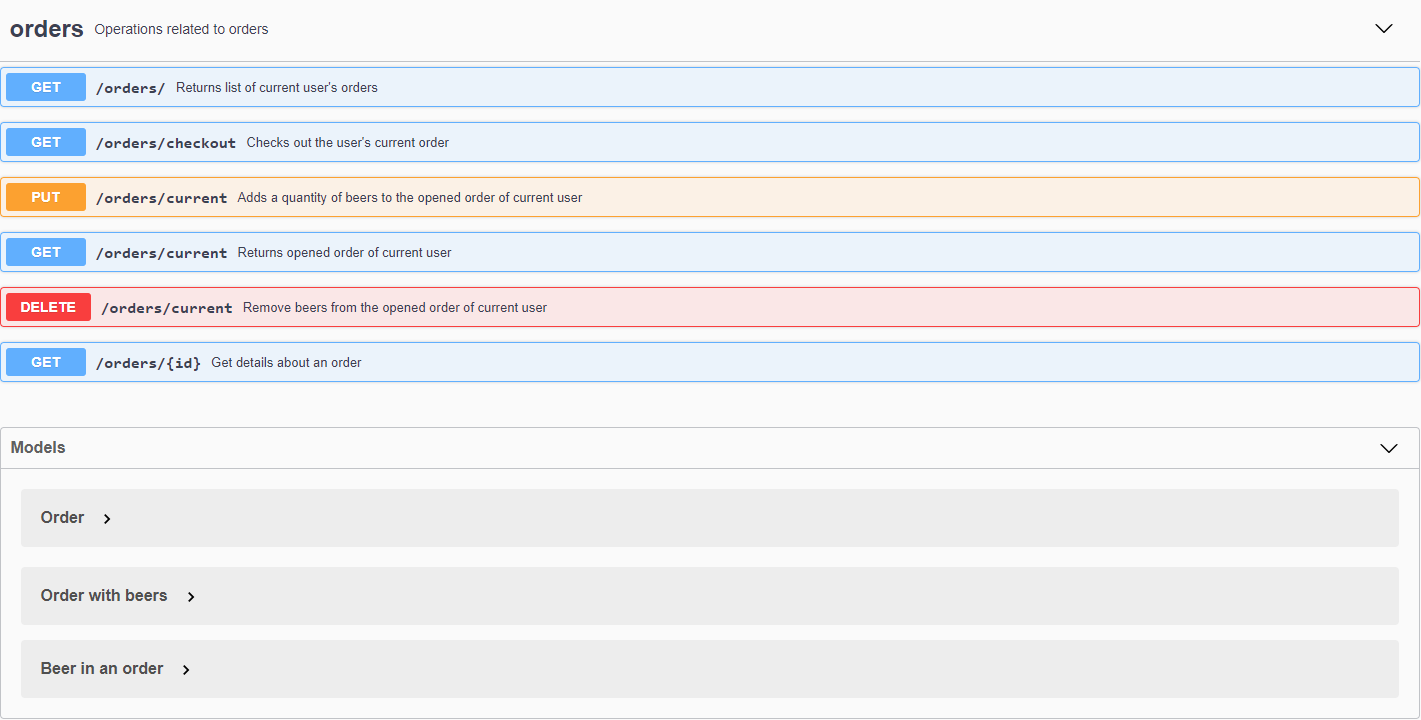 orders Operations related to orders
GET /orders/ Returns list of current user's orders
GET /orders/checkout Checks out the user's current order
PUT /orders/current Adds a quantity of beers to the opened order of current user
GET /orders/current Returns opened order of current user
DELETE /orders/current Remove beers from the opened order of current user
GET /orders/{id} Get details about an order
Models
Order
Order with beers
Beer in an order